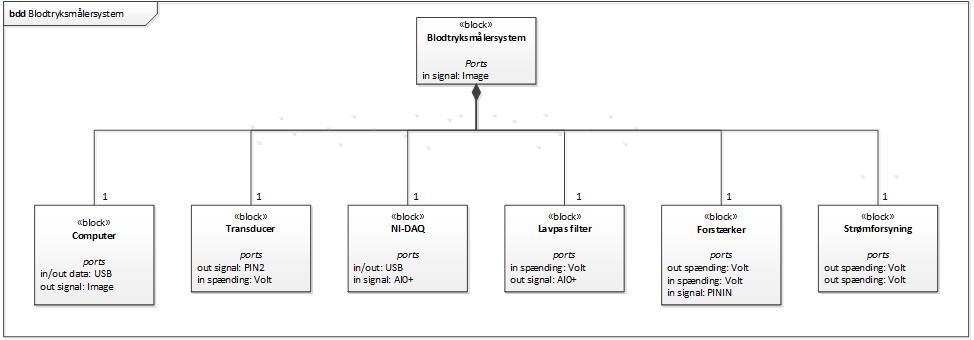 bdd Blodtryksmålersystem
«block»
Blodtryksmålersystem
Ports
in signal: Image
1
1
1
1
1
1
«block»
Computer
ports
in/out data: USB
out signal: Image
«block»
Transducer
ports
out signal: PIN2
in spænding: Volt
«block»
NI-DAQ
ports
in/out: USB
in signal: AI0+
«block»
Lavpas filter
ports
in spænding: Volt
out signal: AI0+
«block»
Forstærker
ports
out spænding: Volt
in spænding: Volt
in signal: PININ
«block»
Strømforsyning
ports
out spænding: Volt
out spænding: Volt